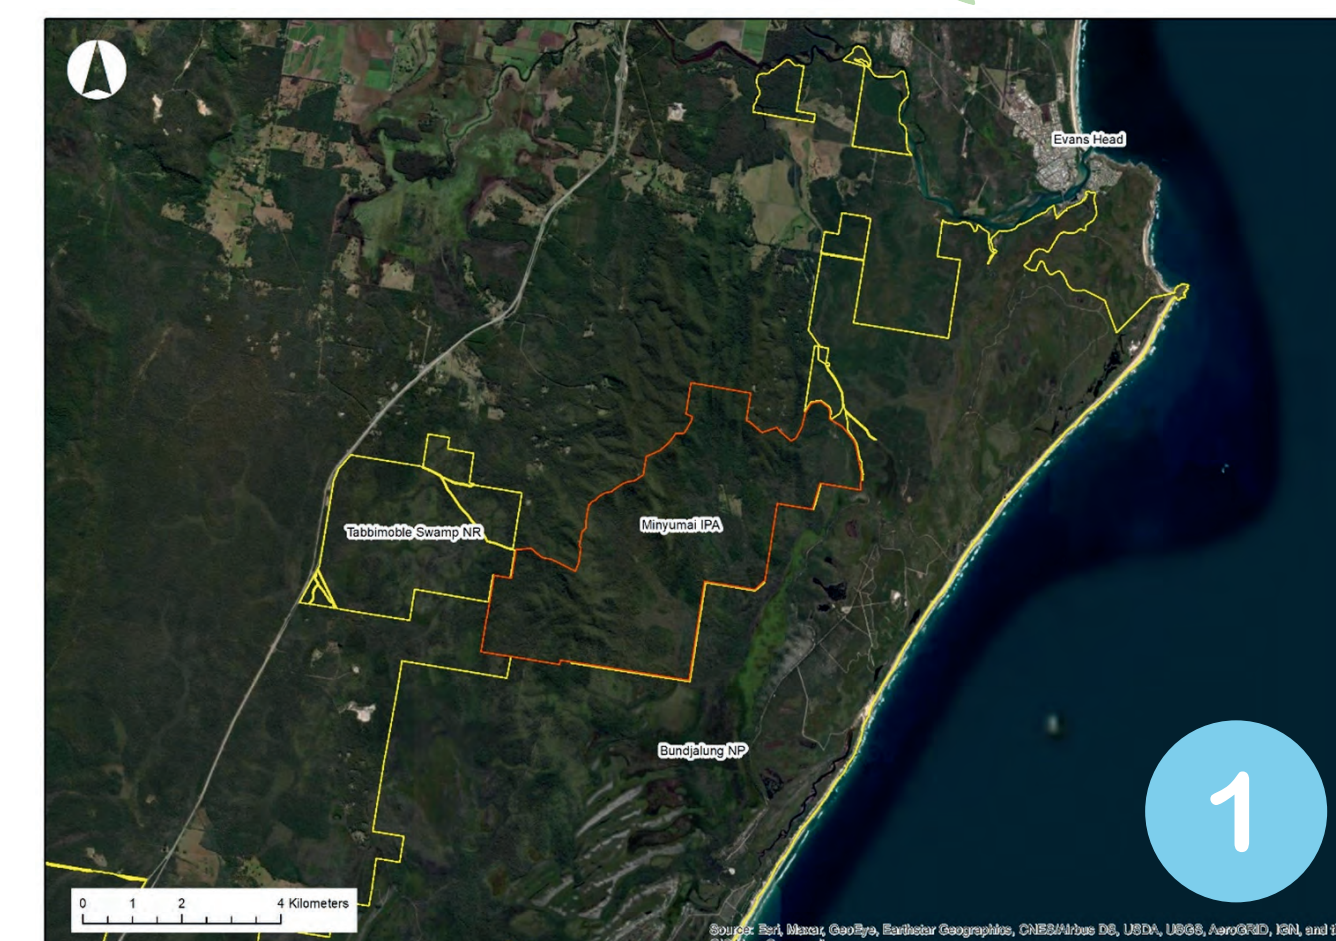 Evans Head
Minyumai IPA
Tabbimoble Swamp NR
Bundjalung NP
1
0 1 2 4 Kilometers
Source: Esri, Maxar, GeoEye, Earthstar Geographics, CNES/Airbus DS, USDA, USGS, AeroGRID, IGN, and